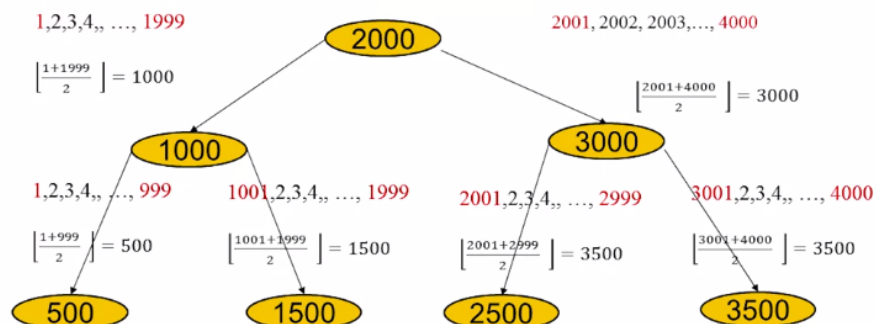 1,2,3,4,, …, 1999
2000
2001, 2002, 2003,…, 4000
⌊(1+1999)/2⌋ = 1000
⌊(2001+4000)/2⌋ = 3000
1000
3000
1,2,3,4,, …, 999
1001,2,3,4,, …, 1999
2001,2,3,4,, …, 2999
3001,2,3,4,, …, 4000
⌊(1+999)/2⌋ = 500
⌊(1001+1999)/2⌋ = 1500
⌊(2001+2999)/2⌋ = 3500
⌊(3001+4000)/2⌋ = 3500
500
1500
2500
3500